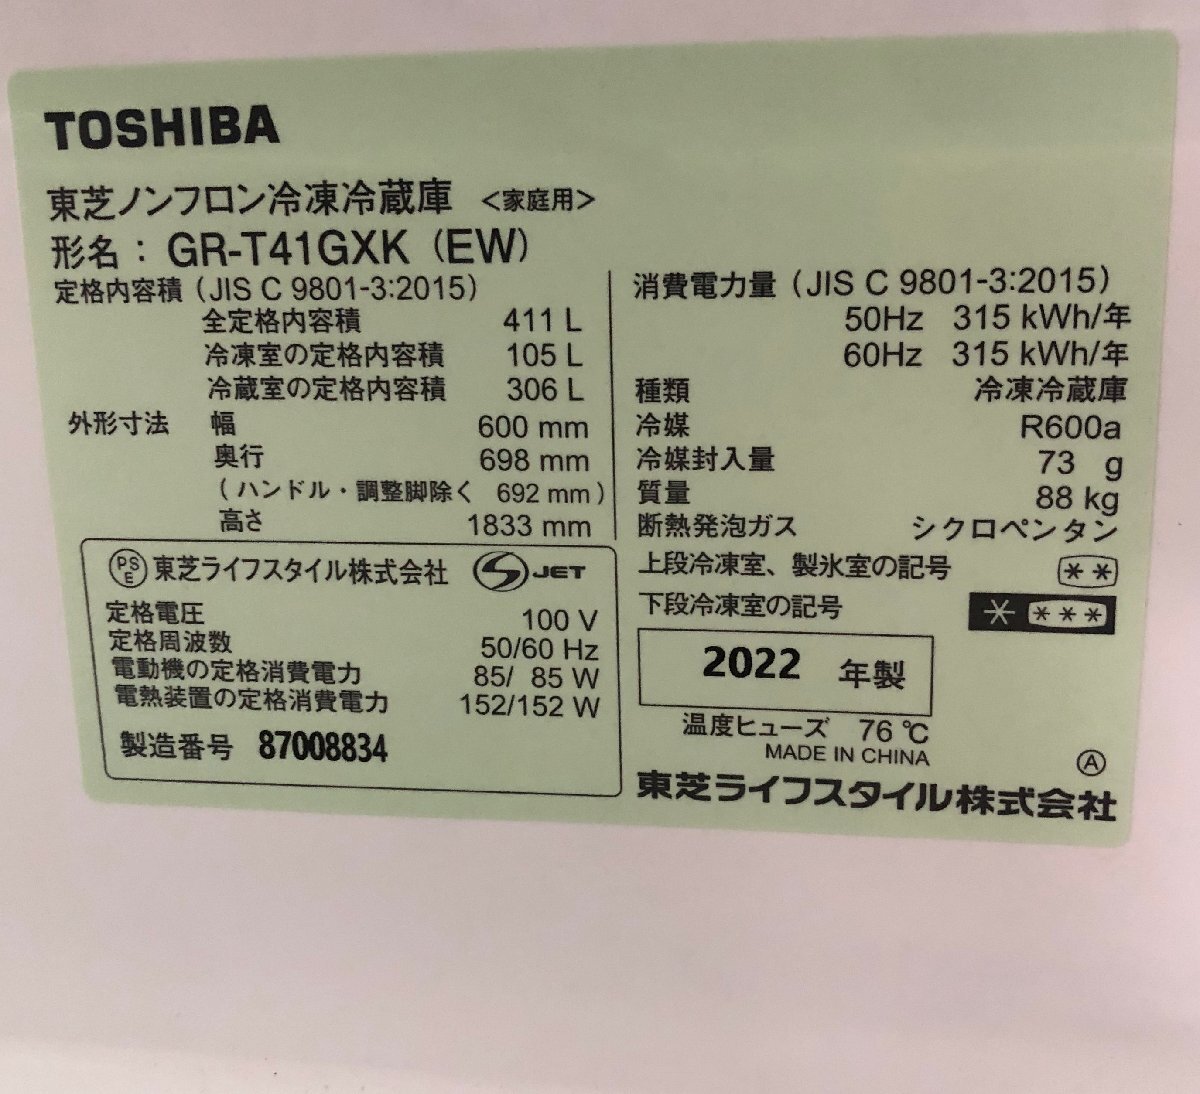 TOSHIBA
東芝ノンフロン冷凍冷蔵庫 <家庭用>
形名：GR-T41GXK (EW)
定格内容積 (JIS C 9801-3:2015)
全定格内容積 411 L
冷凍室の定格内容積 105 L
冷蔵室の定格内容積 306 L
外形寸法 幅 600 mm
奥行 698 mm
(ハンドル・調整脚除く 692 mm)
高さ 1833 mm
PSE 東芝ライフスタイル株式会社 JET
定格電圧 100 V
定格周波数 50/60 Hz
電動機の定格消費電力 85/ 85 W
電熱装置の定格消費電力 152/152 W
製造番号 87008834
消費電力量 (JIS C 9801-3:2015)
50Hz 315 kWh/年
60Hz 315 kWh/年
種類 冷凍冷蔵庫
冷媒 R600a
冷媒封入量 73 g
質量 88 kg
断熱発泡ガス シクロペンタン
上段冷凍室、製氷室の記号 **
下段冷凍室の記号 * ***
2022 年製
温度ヒューズ 76 ℃
MADE IN CHINA
Ⓐ
東芝ライフスタイル株式会社